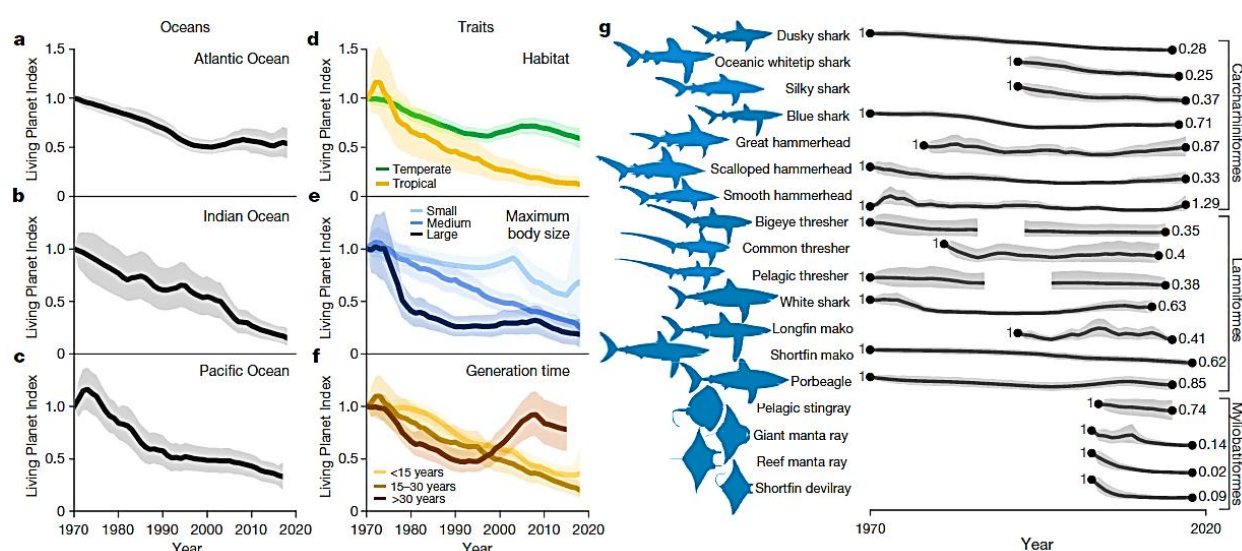 Oceans
a
1.5
1.0
0.5
0
Living Planet Index
Atlantic Ocean
b
1.0
0.5
0
Living Planet Index
Indian Ocean
c
1.0
0.5
0
Living Planet Index
Pacific Ocean
1970 1980 1990 2000 2010 2020
Year
Traits
d
1.5
1.0
0.5
0
Living Planet Index
Habitat
Temperate
Tropical
e
1.0
0.5
0
Living Planet Index
Small
Medium
Large
Maximum
body size
f
1.0
0.5
0
Living Planet Index
Generation time
<15 years
15–30 years
>30 years
1970 1980 1990 2000 2010 2020
Year
g
Dusky shark 1 0.28
Oceanic whitetip shark 1 0.25
Silky shark 1 0.37
Blue shark 1 0.71
Great hammerhead 1 0.87
Scalloped hammerhead 1 0.33
Smooth hammerhead 1 1.29
Carcharhiniformes
Bigeye thresher 1 0.35
Common thresher 1 0.4
Pelagic thresher 1 0.38
White shark 1 0.63
Longfin mako 1 0.41
Shortfin mako 1 0.62
Porbeagle 1 0.85
Lamniformes
Pelagic stingray 1 0.74
Giant manta ray 1 0.14
Reef manta ray 1 0.02
Shortfin devilray 1 0.09
Myliobatiformes
1970 2020
Year